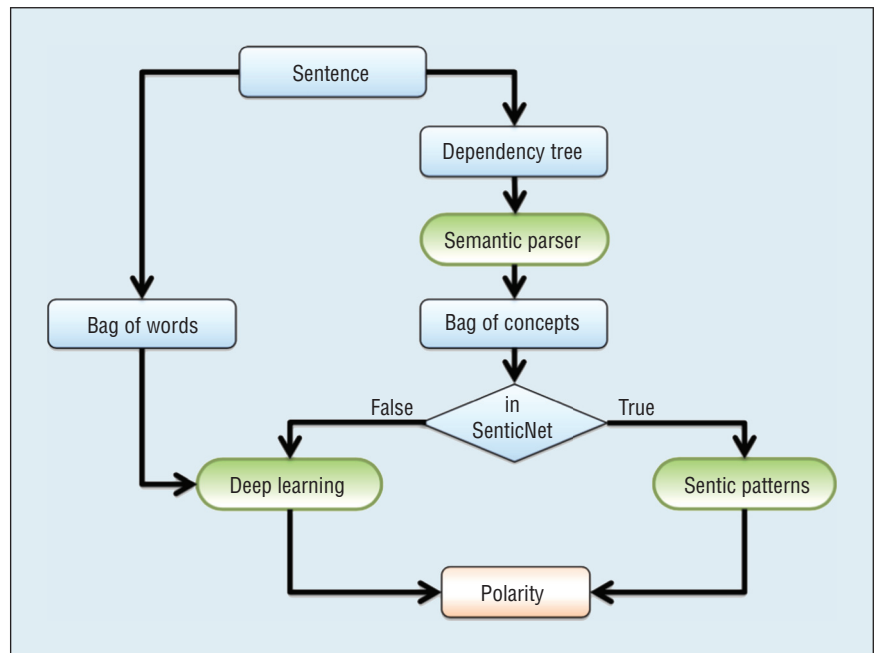 Sentence
Dependency tree
Semantic parser
Bag of words
Bag of concepts
False
in
SenticNet
True
Deep learning
Sentic patterns
Polarity